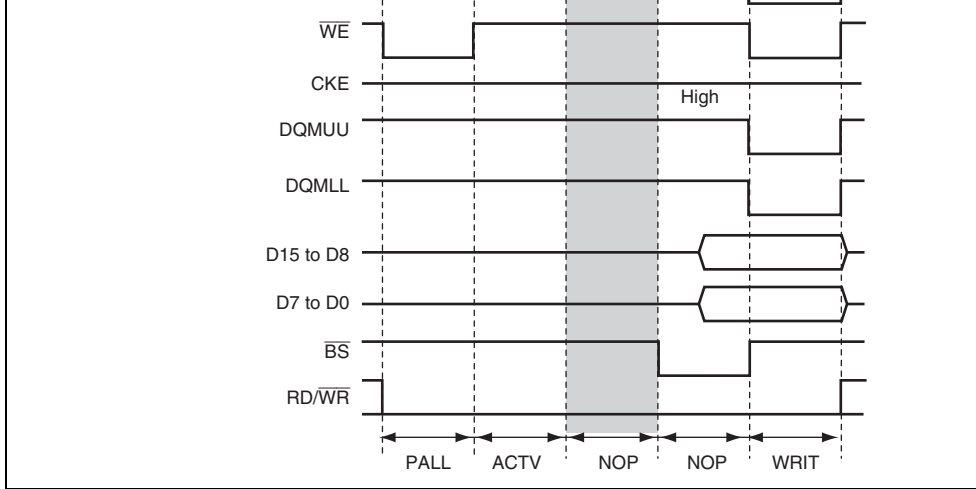 WE
CKE
High
DQMUU
DQMLL
D15 to D8
D7 to D0
BS
RD/WR
PALL ACTV NOP NOP WRIT